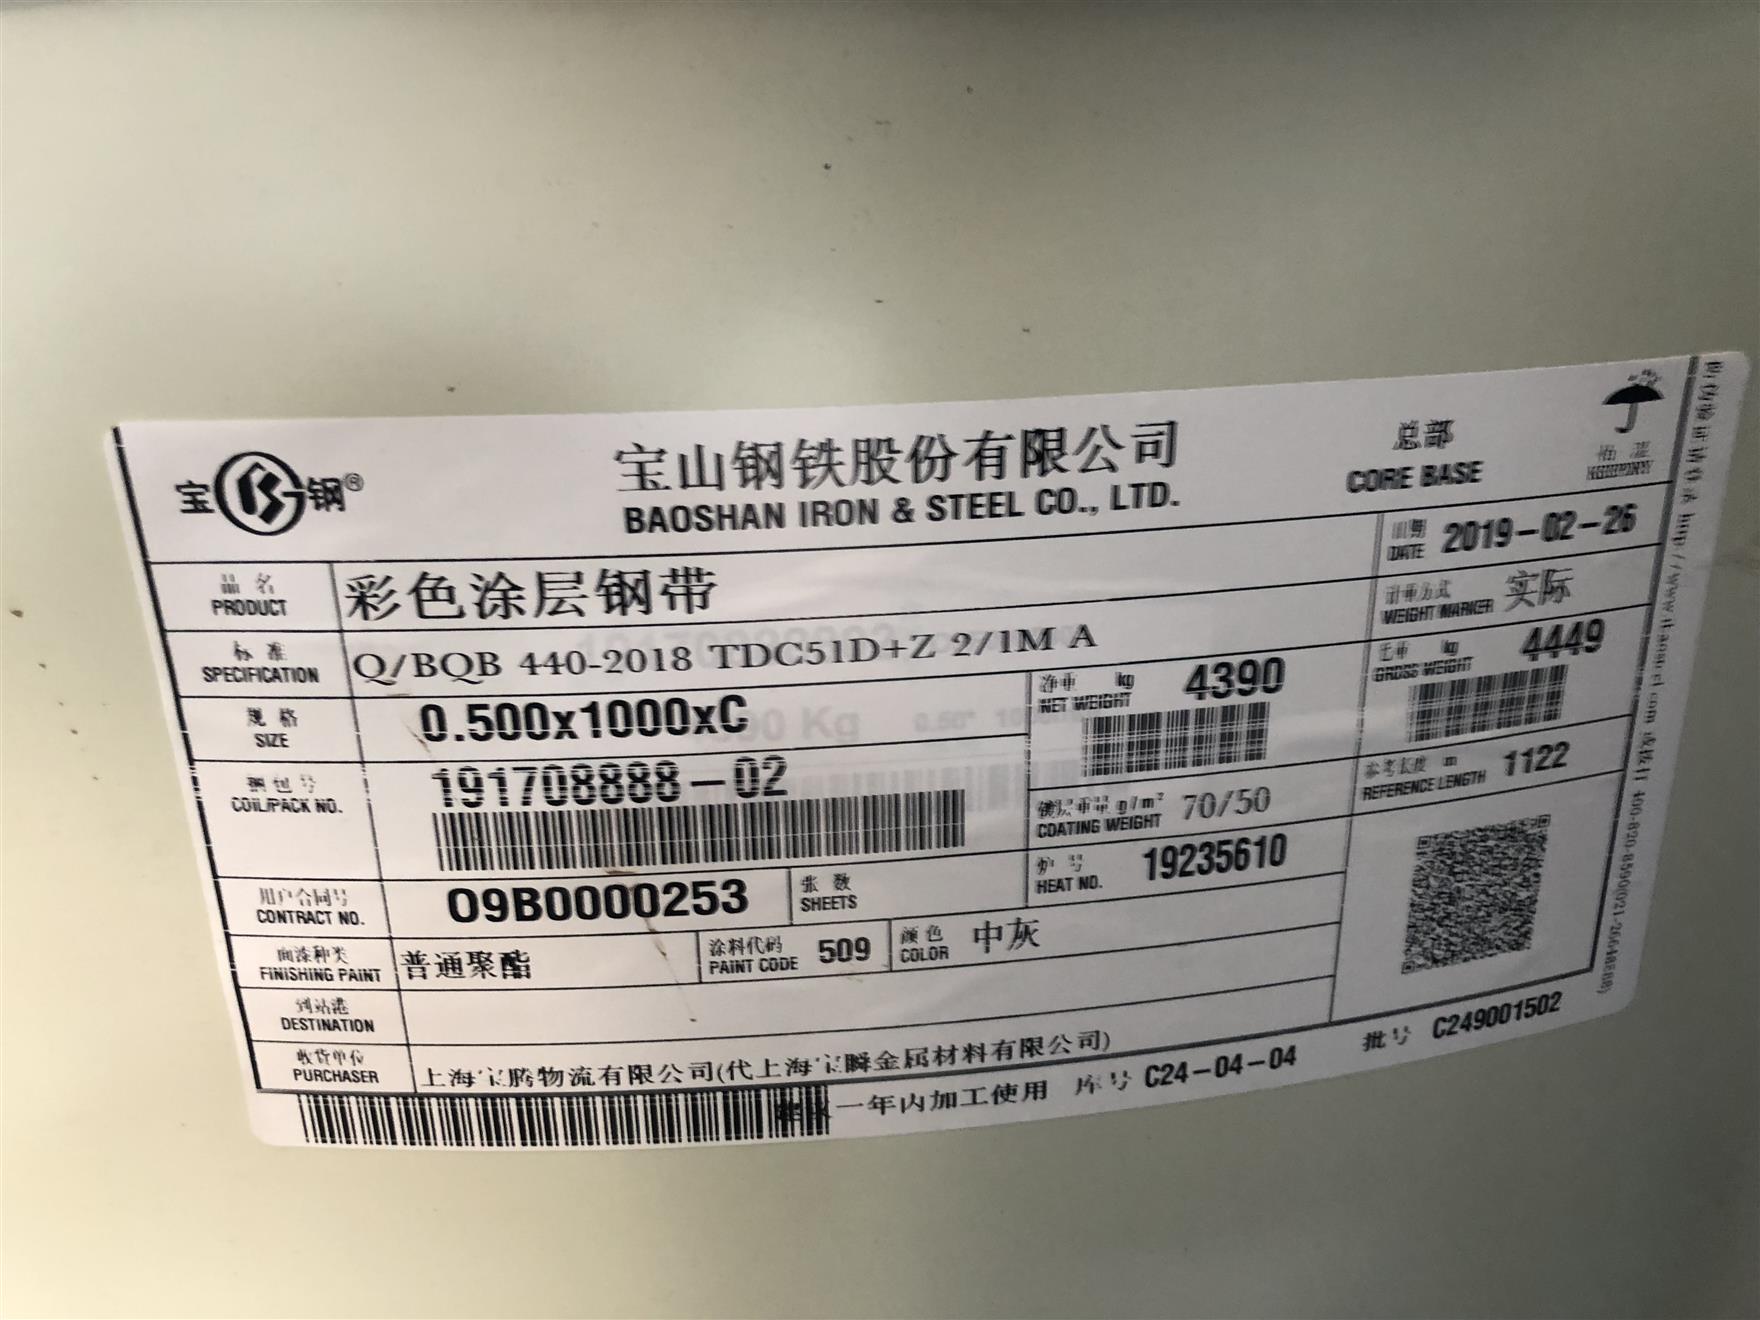 宝钢®
宝山钢铁股份有限公司
BAOSHAN IRON & STEEL CO., LTD.
总部
CORE BASE
怕湿
品名
PRODUCT
彩色涂层钢带
日期
DATE
2019-02-26
标准
SPECIFICATION
Q/BQB 440-2018 TDC51D+Z 2/1M A
计重方式
WEIGHT MARKER
实际
规格
SIZE
0.500x1000xC
净重 kg
NET WEIGHT
4390
毛重 kg
GROSS WEIGHT
4449
钢包号
COIL/PACK NO.
191708888-02
镀层重量 g/m²
COATING WEIGHT
70/50
参考长度 m
REFERENCE LENGTH
1122
用户合同号
CONTRACT NO.
O9B0000253
张数
SHEETS
炉号
HEAT NO.
19235610
面漆种类
FINISHING PAINT
普通聚酯
涂料代码
PAINT CODE
509
颜色
COLOR
中灰
到站港
DESTINATION
收货单位
PURCHASER
上海宝腾物流有限公司(代上海宝瞬金属材料有限公司)
一年内加工使用
库号 C24-04-04
批号 C249001502